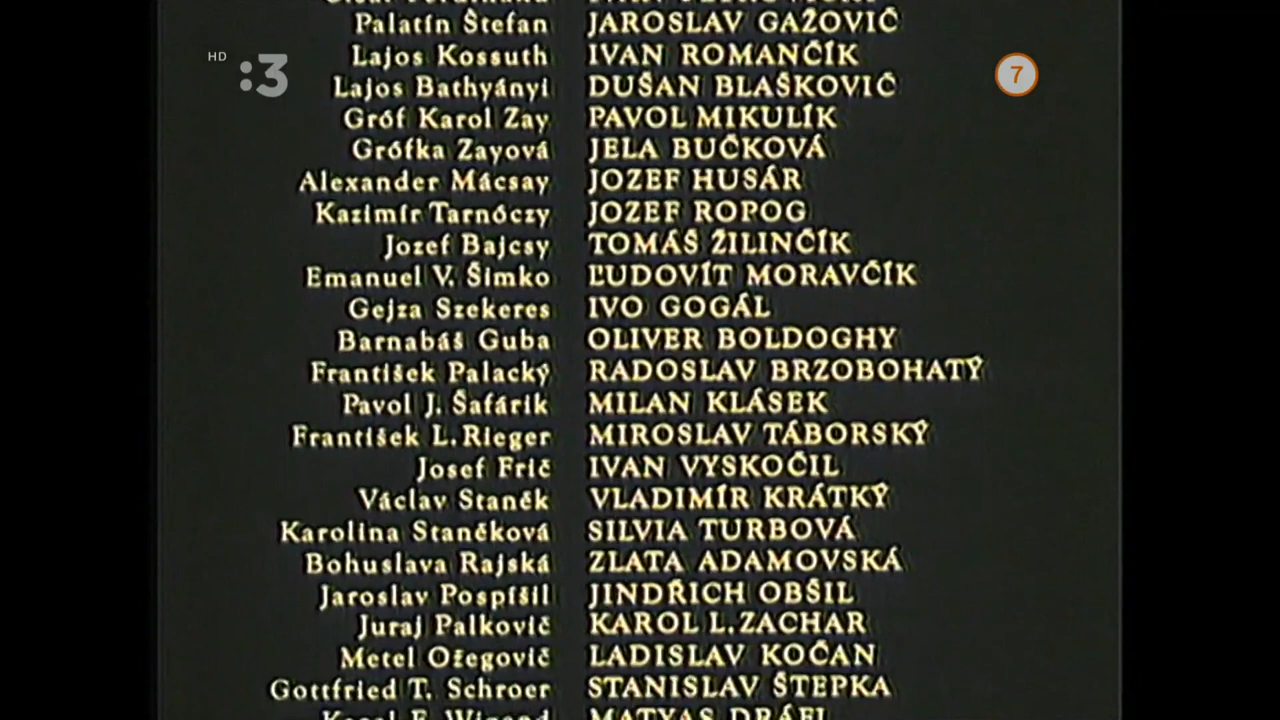 Palatín Štefan JAROSLAV GAŽOVIČ
HD :3 Lajos Kossuth IVAN ROMANČÍK 7
Lajos Bathyányi DUŠAN BLAŠKOVIČ
Gróf Karol Zay PAVOL MIKULÍK
Grófka Zayová JELA BUČKOVÁ
Alexander Mácsay JOZEF HUSÁR
Kazimír Tarnóczy JOZEF ROPOG
Jozef Bajcsy TOMÁŠ ŽILINČÍK
Emanuel V. Šimko ĽUDOVÍT MORAVČÍK
Gejza Szekeres IVO GOGÁL
Barnabáš Guba OLIVER BOLDOGHY
František Palacký RADOSLAV BRZOBOHATÝ
Pavol J. Šafárik MILAN KLÁSEK
František L. Rieger MIROSLAV TÁBORSKÝ
Josef Frič IVAN VYSKOČIL
Václav Staněk VLADIMÍR KRÁTKÝ
Karolina Staněková SILVIA TURBOVÁ
Bohuslava Rajská ZLATA ADAMOVSKÁ
Jaroslav Pospíšil JINDŘICH OBŠIL
Juraj Palkovič KAROL L. ZACHAR
Metel Ožegovič LADISLAV KOČAN
Gottfried T. Schroer STANISLAV ŠTEPKA